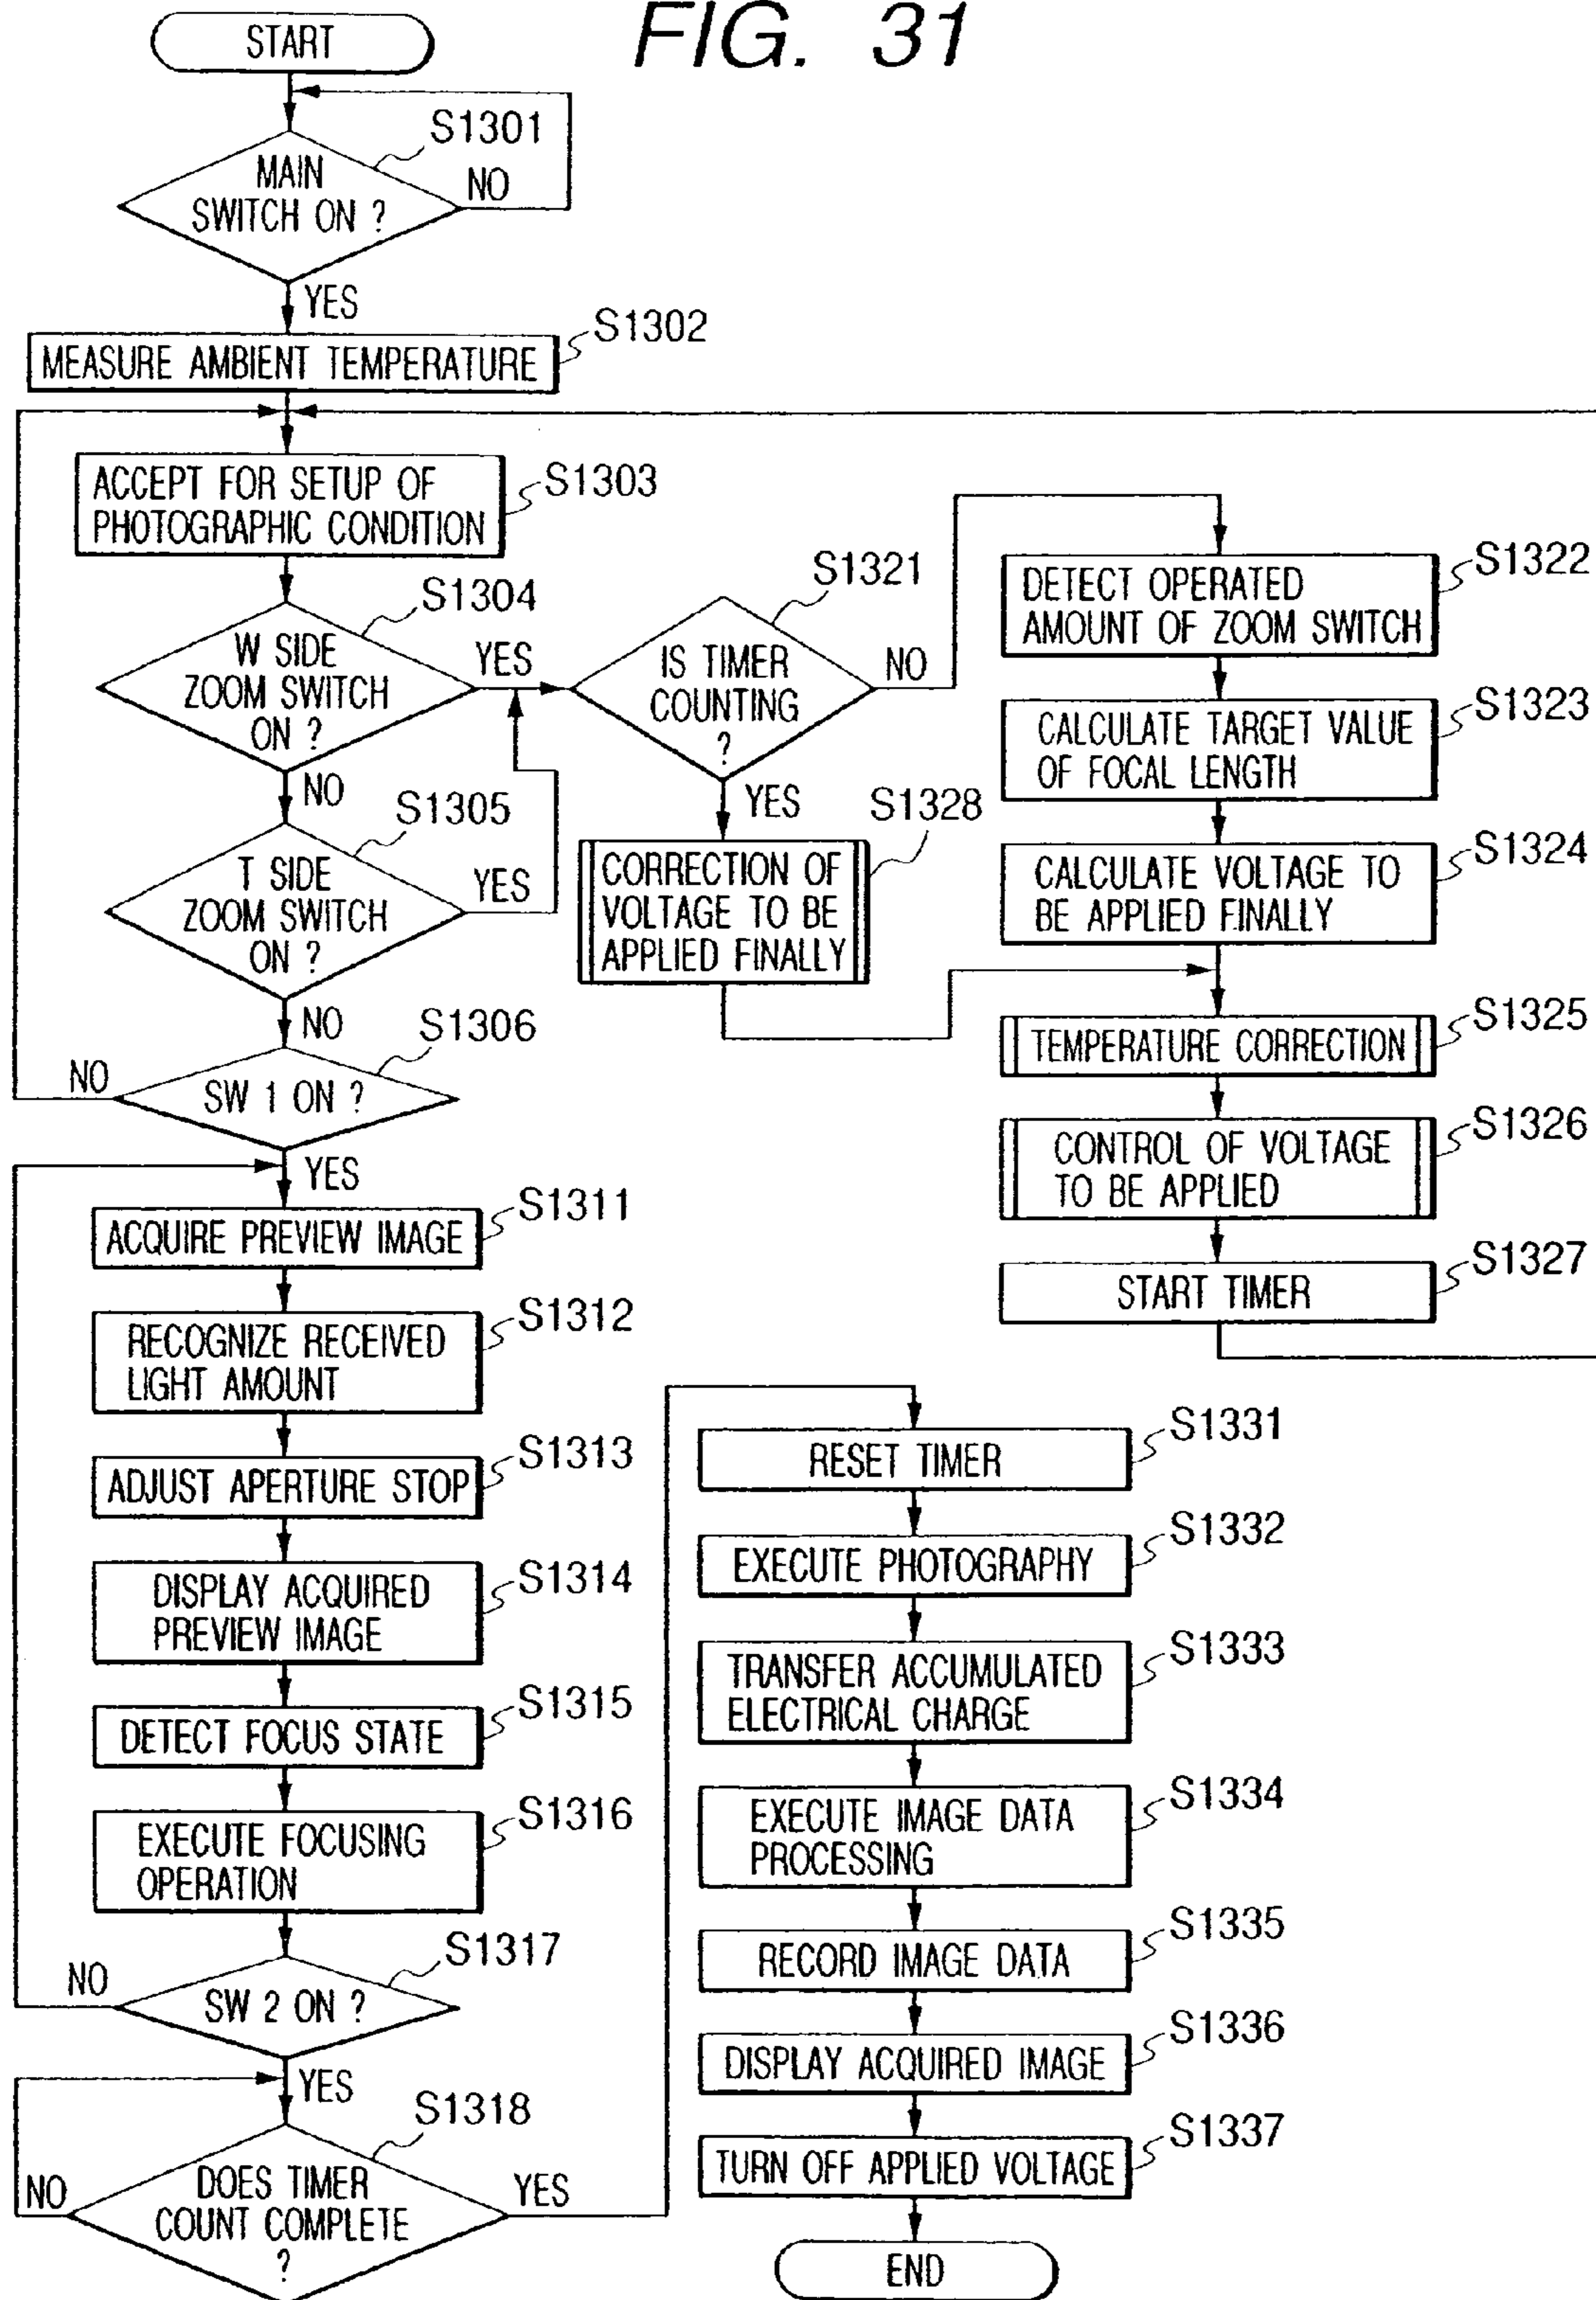 FIG. 31
START
S1301
MAIN
SWITCH ON ?
NO
YES
S1302
MEASURE AMBIENT TEMPERATURE
ACCEPT FOR SETUP OF
PHOTOGRAPHIC CONDITION
S1303
S1304
W SIDE
ZOOM SWITCH
ON ?
YES
NO
S1305
T SIDE
ZOOM SWITCH
ON ?
YES
NO
S1306
SW 1 ON ?
NO
YES
S1311
ACQUIRE PREVIEW IMAGE
S1312
RECOGNIZE RECEIVED
LIGHT AMOUNT
S1313
ADJUST APERTURE STOP
S1314
DISPLAY ACQUIRED
PREVIEW IMAGE
S1315
DETECT FOCUS STATE
S1316
EXECUTE FOCUSING
OPERATION
S1317
SW 2 ON ?
NO
YES
S1318
DOES TIMER
COUNT COMPLETE
?
NO
YES
S1321
IS TIMER
COUNTING
?
NO
YES
S1328
CORRECTION OF
VOLTAGE TO BE
APPLIED FINALLY
S1322
DETECT OPERATED
AMOUNT OF ZOOM SWITCH
S1323
CALCULATE TARGET VALUE
OF FOCAL LENGTH
S1324
CALCULATE VOLTAGE TO
BE APPLIED FINALLY
S1325
TEMPERATURE CORRECTION
S1326
CONTROL OF VOLTAGE
TO BE APPLIED
S1327
START TIMER
S1331
RESET TIMER
S1332
EXECUTE PHOTOGRAPHY
S1333
TRANSFER ACCUMULATED
ELECTRICAL CHARGE
S1334
EXECUTE IMAGE DATA
PROCESSING
S1335
RECORD IMAGE DATA
S1336
DISPLAY ACQUIRED IMAGE
S1337
TURN OFF APPLIED VOLTAGE
END